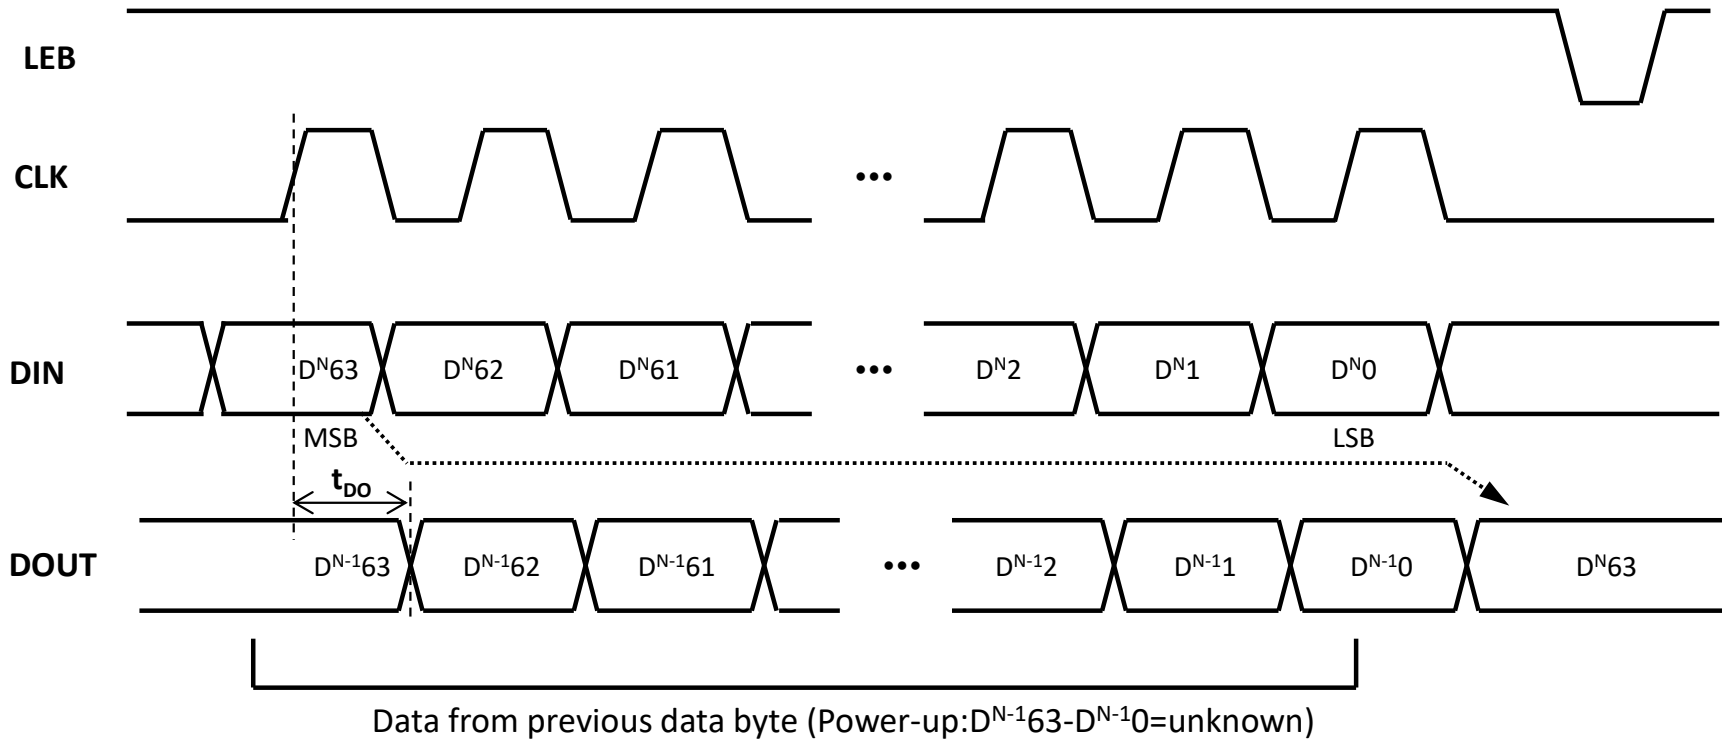 LEB
CLK
•••
•••
DIN
D^N63 D^N62 D^N61 ••• D^N2 D^N1 D^N0
MSB LSB
t_DO
DOUT
D^N-163 D^N-162 D^N-161 ••• D^N-12 D^N-11 D^N-10 D^N63
Data from previous data byte (Power-up:D^N-163-D^N-10=unknown)